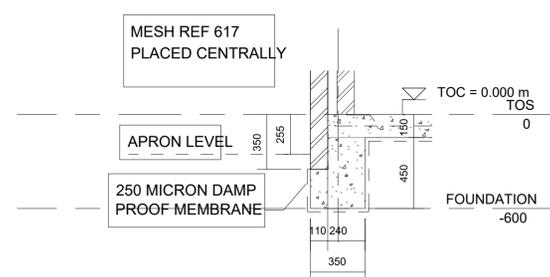 MESH REF 617
PLACED CENTRALLY
TOC = 0.000 m
TOS
0
APRON LEVEL
350
255
150
250 MICRON DAMP
PROOF MEMBRANE
450
FOUNDATION
-600
110 240
350